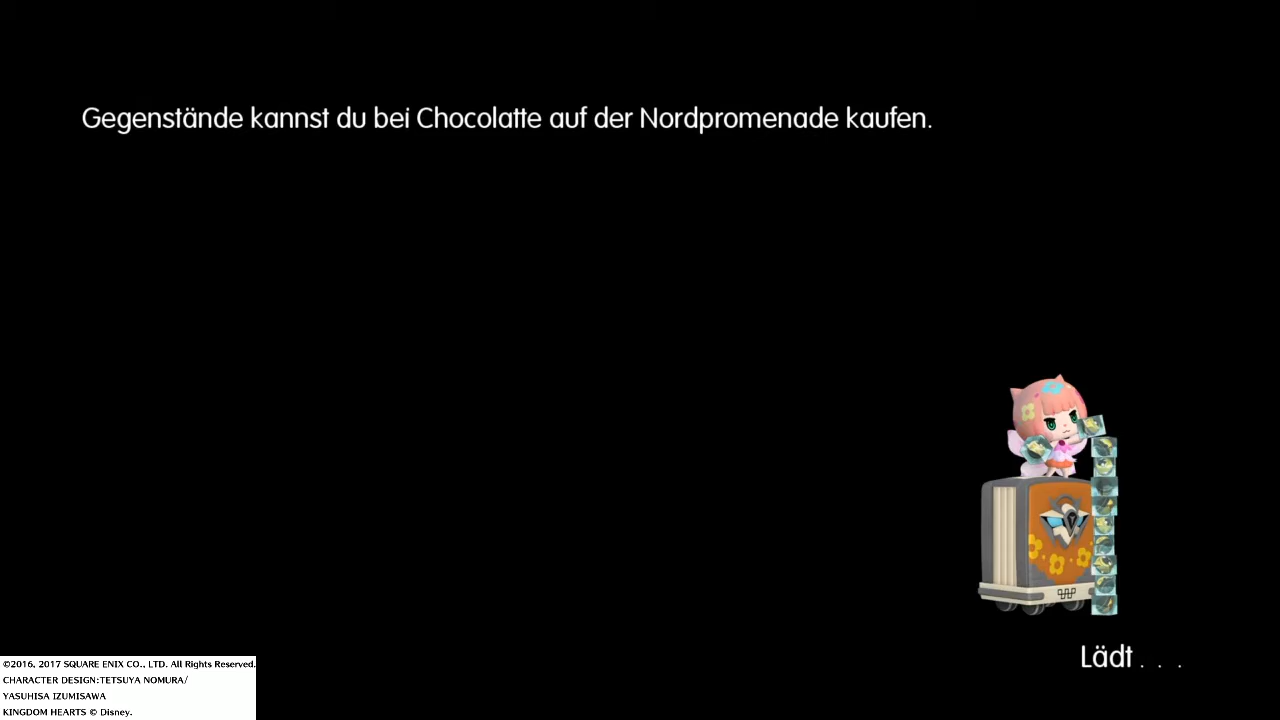 Gegenstände kannst du bei Chocolatte auf der Nordpromenade kaufen.
Lädt . . .
©2016, 2017 SQUARE ENIX CO., LTD. All Rights Reserved.
CHARACTER DESIGN:TETSUYA NOMURA/
YASUHISA IZUMISAWA
KINGDOM HEARTS © Disney.